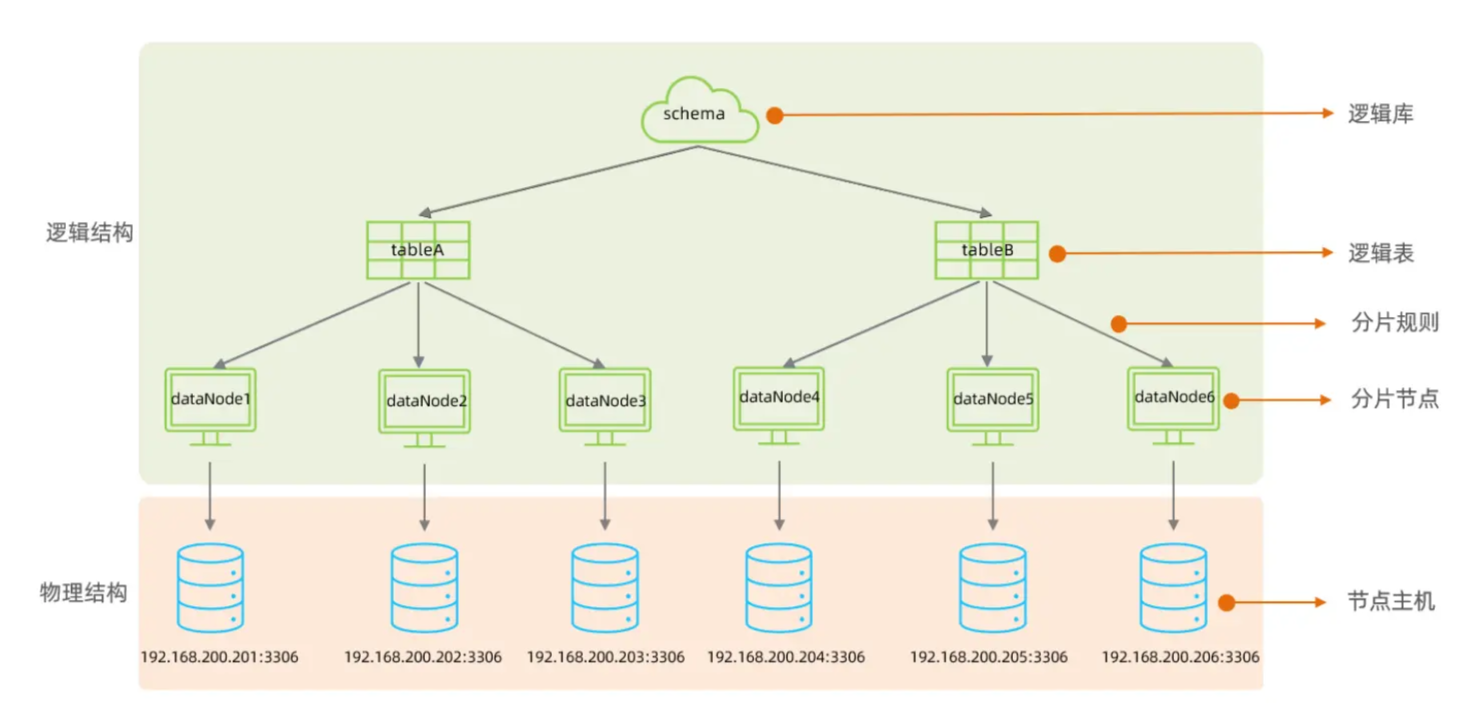 schema
逻辑库
逻辑结构
tableA
tableB
逻辑表
分片规则
dataNode1
dataNode2
dataNode3
dataNode4
dataNode5
dataNode6
分片节点
物理结构
节点主机
192.168.200.201:3306
192.168.200.202:3306
192.168.200.203:3306
192.168.200.204:3306
192.168.200.205:3306
192.168.200.206:3306